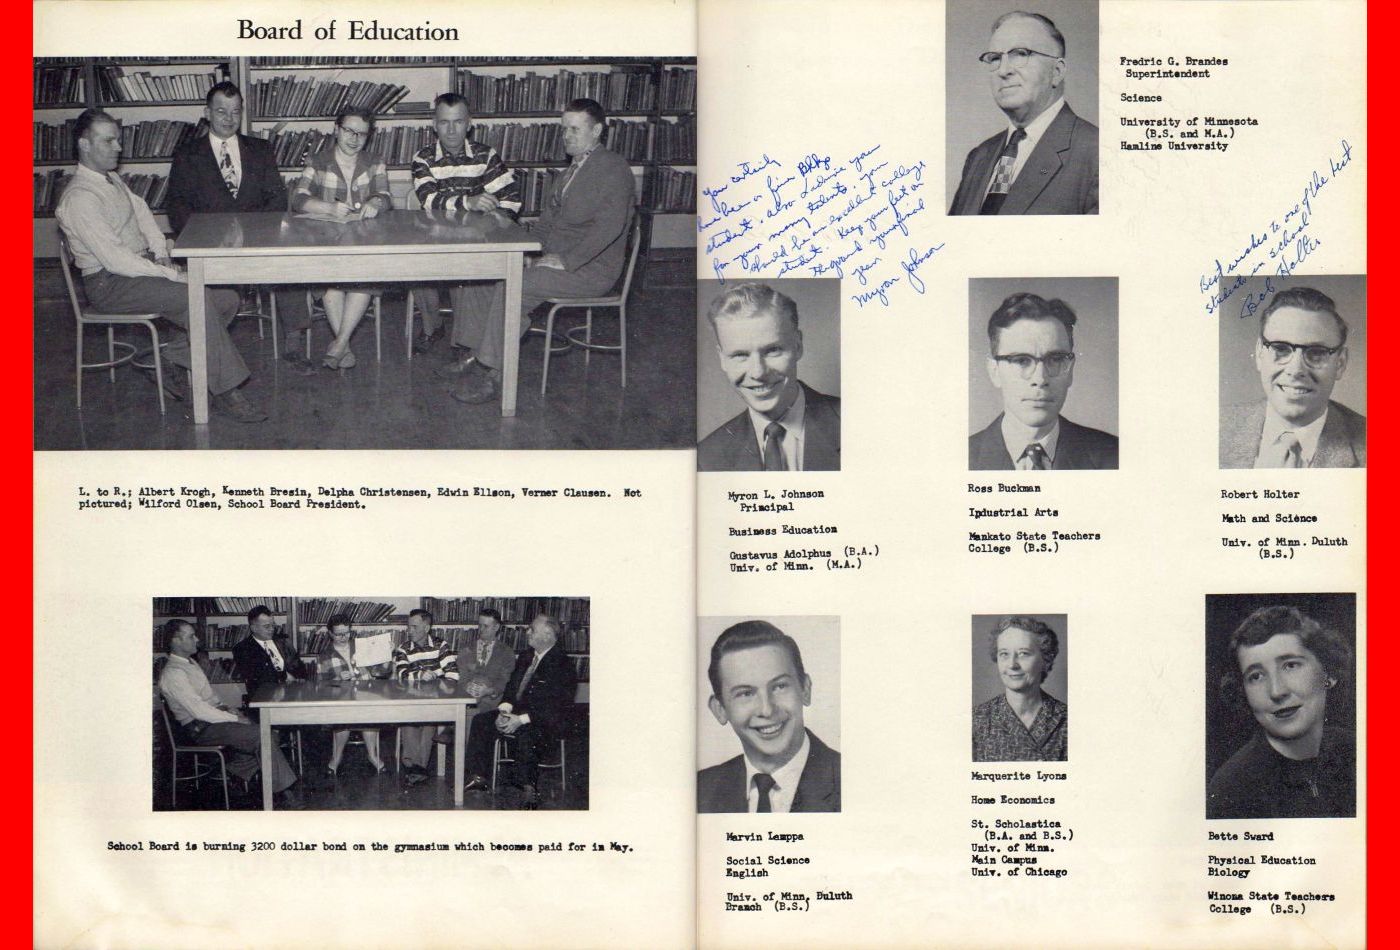 Board of Education
L. to R.; Albert Krogh, Kenneth Bresin, Delpha Christensen, Edwin Ellson, Verner Clausen. Not
pictured; Wilford Olsen, School Board President.
School Board is burning 3200 dollar bond on the gymnasium which becomes paid for in May.
Fredric G. Brandes
Superintendent
Science
University of Minnesota
(B.S. and M.A.)
Hamline University
You certainly
have been a fine Bkkp
student, also
for your many talents, you
should be an excellent college
student. Keep your feet on
the ground your final
year.
Myron Johnson
Best wishes to one of the best
students in school!
Bob Holter
Myron L. Johnson
Principal
Business Education
Gustavus Adolphus (B.A.)
Univ. of Minn. (M.A.)
Ross Buckman
Industrial Arts
Mankato State Teachers
College (B.S.)
Robert Holter
Math and Science
Univ. of Minn. Duluth
(B.S.)
Marvin Lamppa
Social Science
English
Univ. of Minn. Duluth
Branch (B.S.)
Marquerite Lyons
Home Economics
St. Scholastica
(B.A. and B.S.)
Univ. of Minn.
Main Campus
Univ. of Chicago
Bette Sward
Physical Education
Biology
Winona State Teachers
College (B.S.)